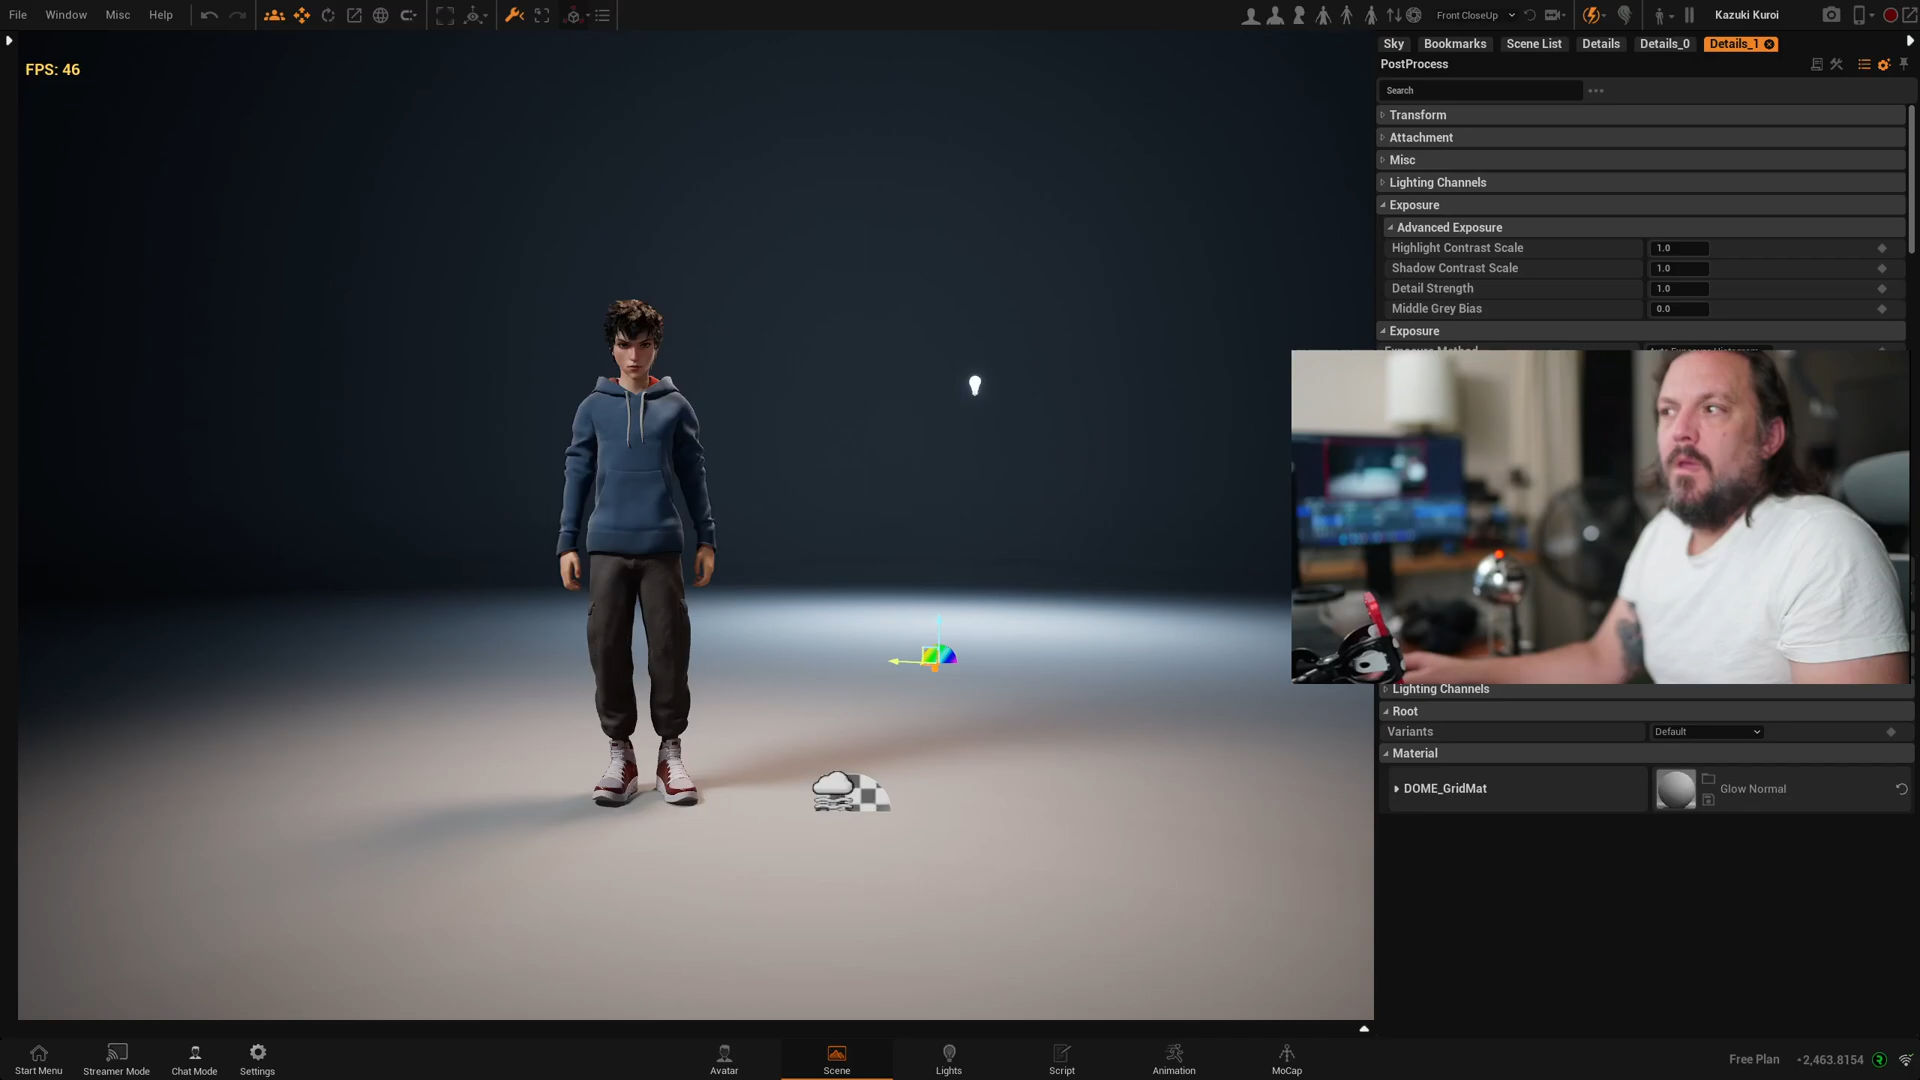 File Window Misc Help
Front CloseUp
Kazuki Kuroi
FPS: 46
Sky Bookmarks Scene List Details Details_0 Details_1
PostProcess
Search
Transform
Attachment
Misc
Lighting Channels
Exposure
Advanced Exposure
Highlight Contrast Scale 1.0
Shadow Contrast Scale 1.0
Detail Strength 1.0
Middle Grey Bias 0.0
Exposure
Lighting Channels
Root
Variants Default
Material
DOME_GridMat Glow Normal
Start Menu Streamer Mode Chat Mode Settings Avatar Scene Lights Script Animation MoCap
Free Plan 2,463.8154